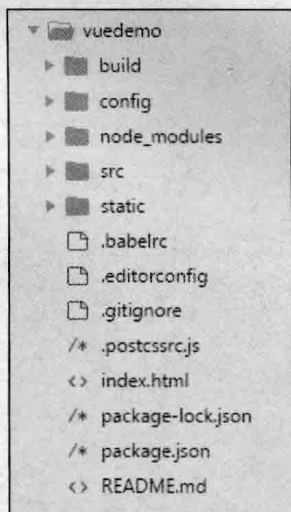 vuedemo
build
config
node_modules
src
static
.babelrc
.editorconfig
.gitignore
/* .postcssrc.js
<> index.html
/* package-lock.json
/* package.json
<> README.md